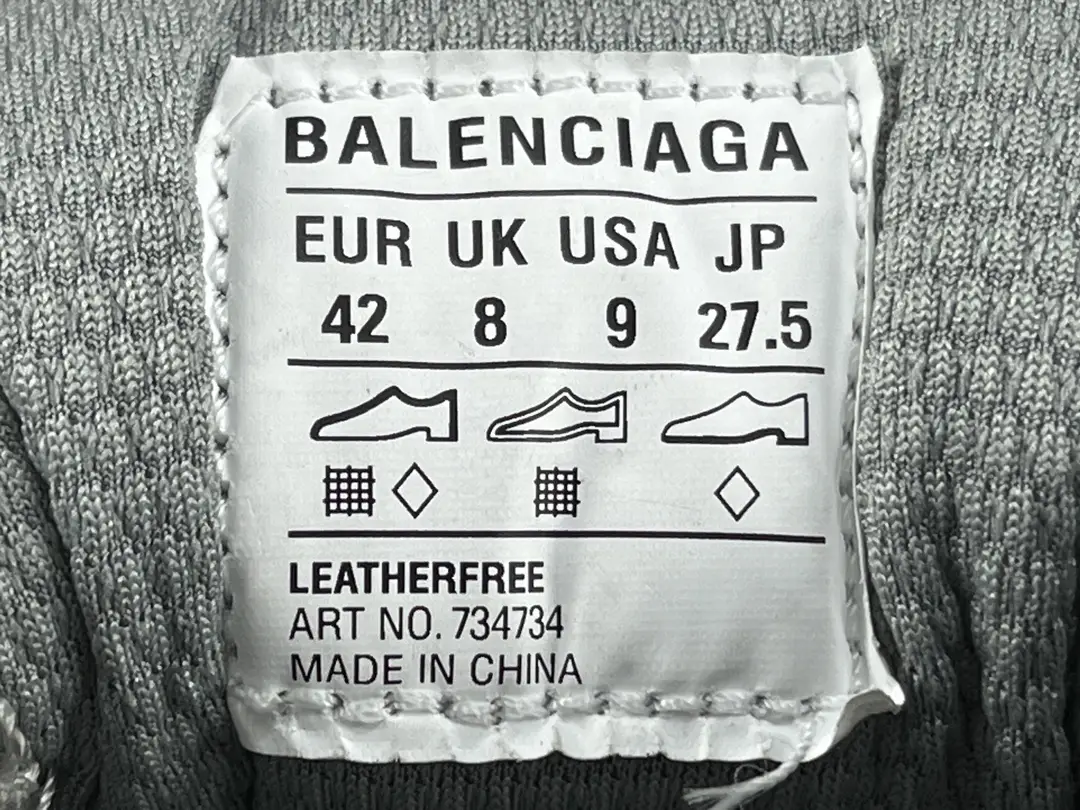 BALENCIAGA
EUR UK USA JP
42 8 9 27.5
LEATHERFREE
ART NO. 734734
MADE IN CHINA